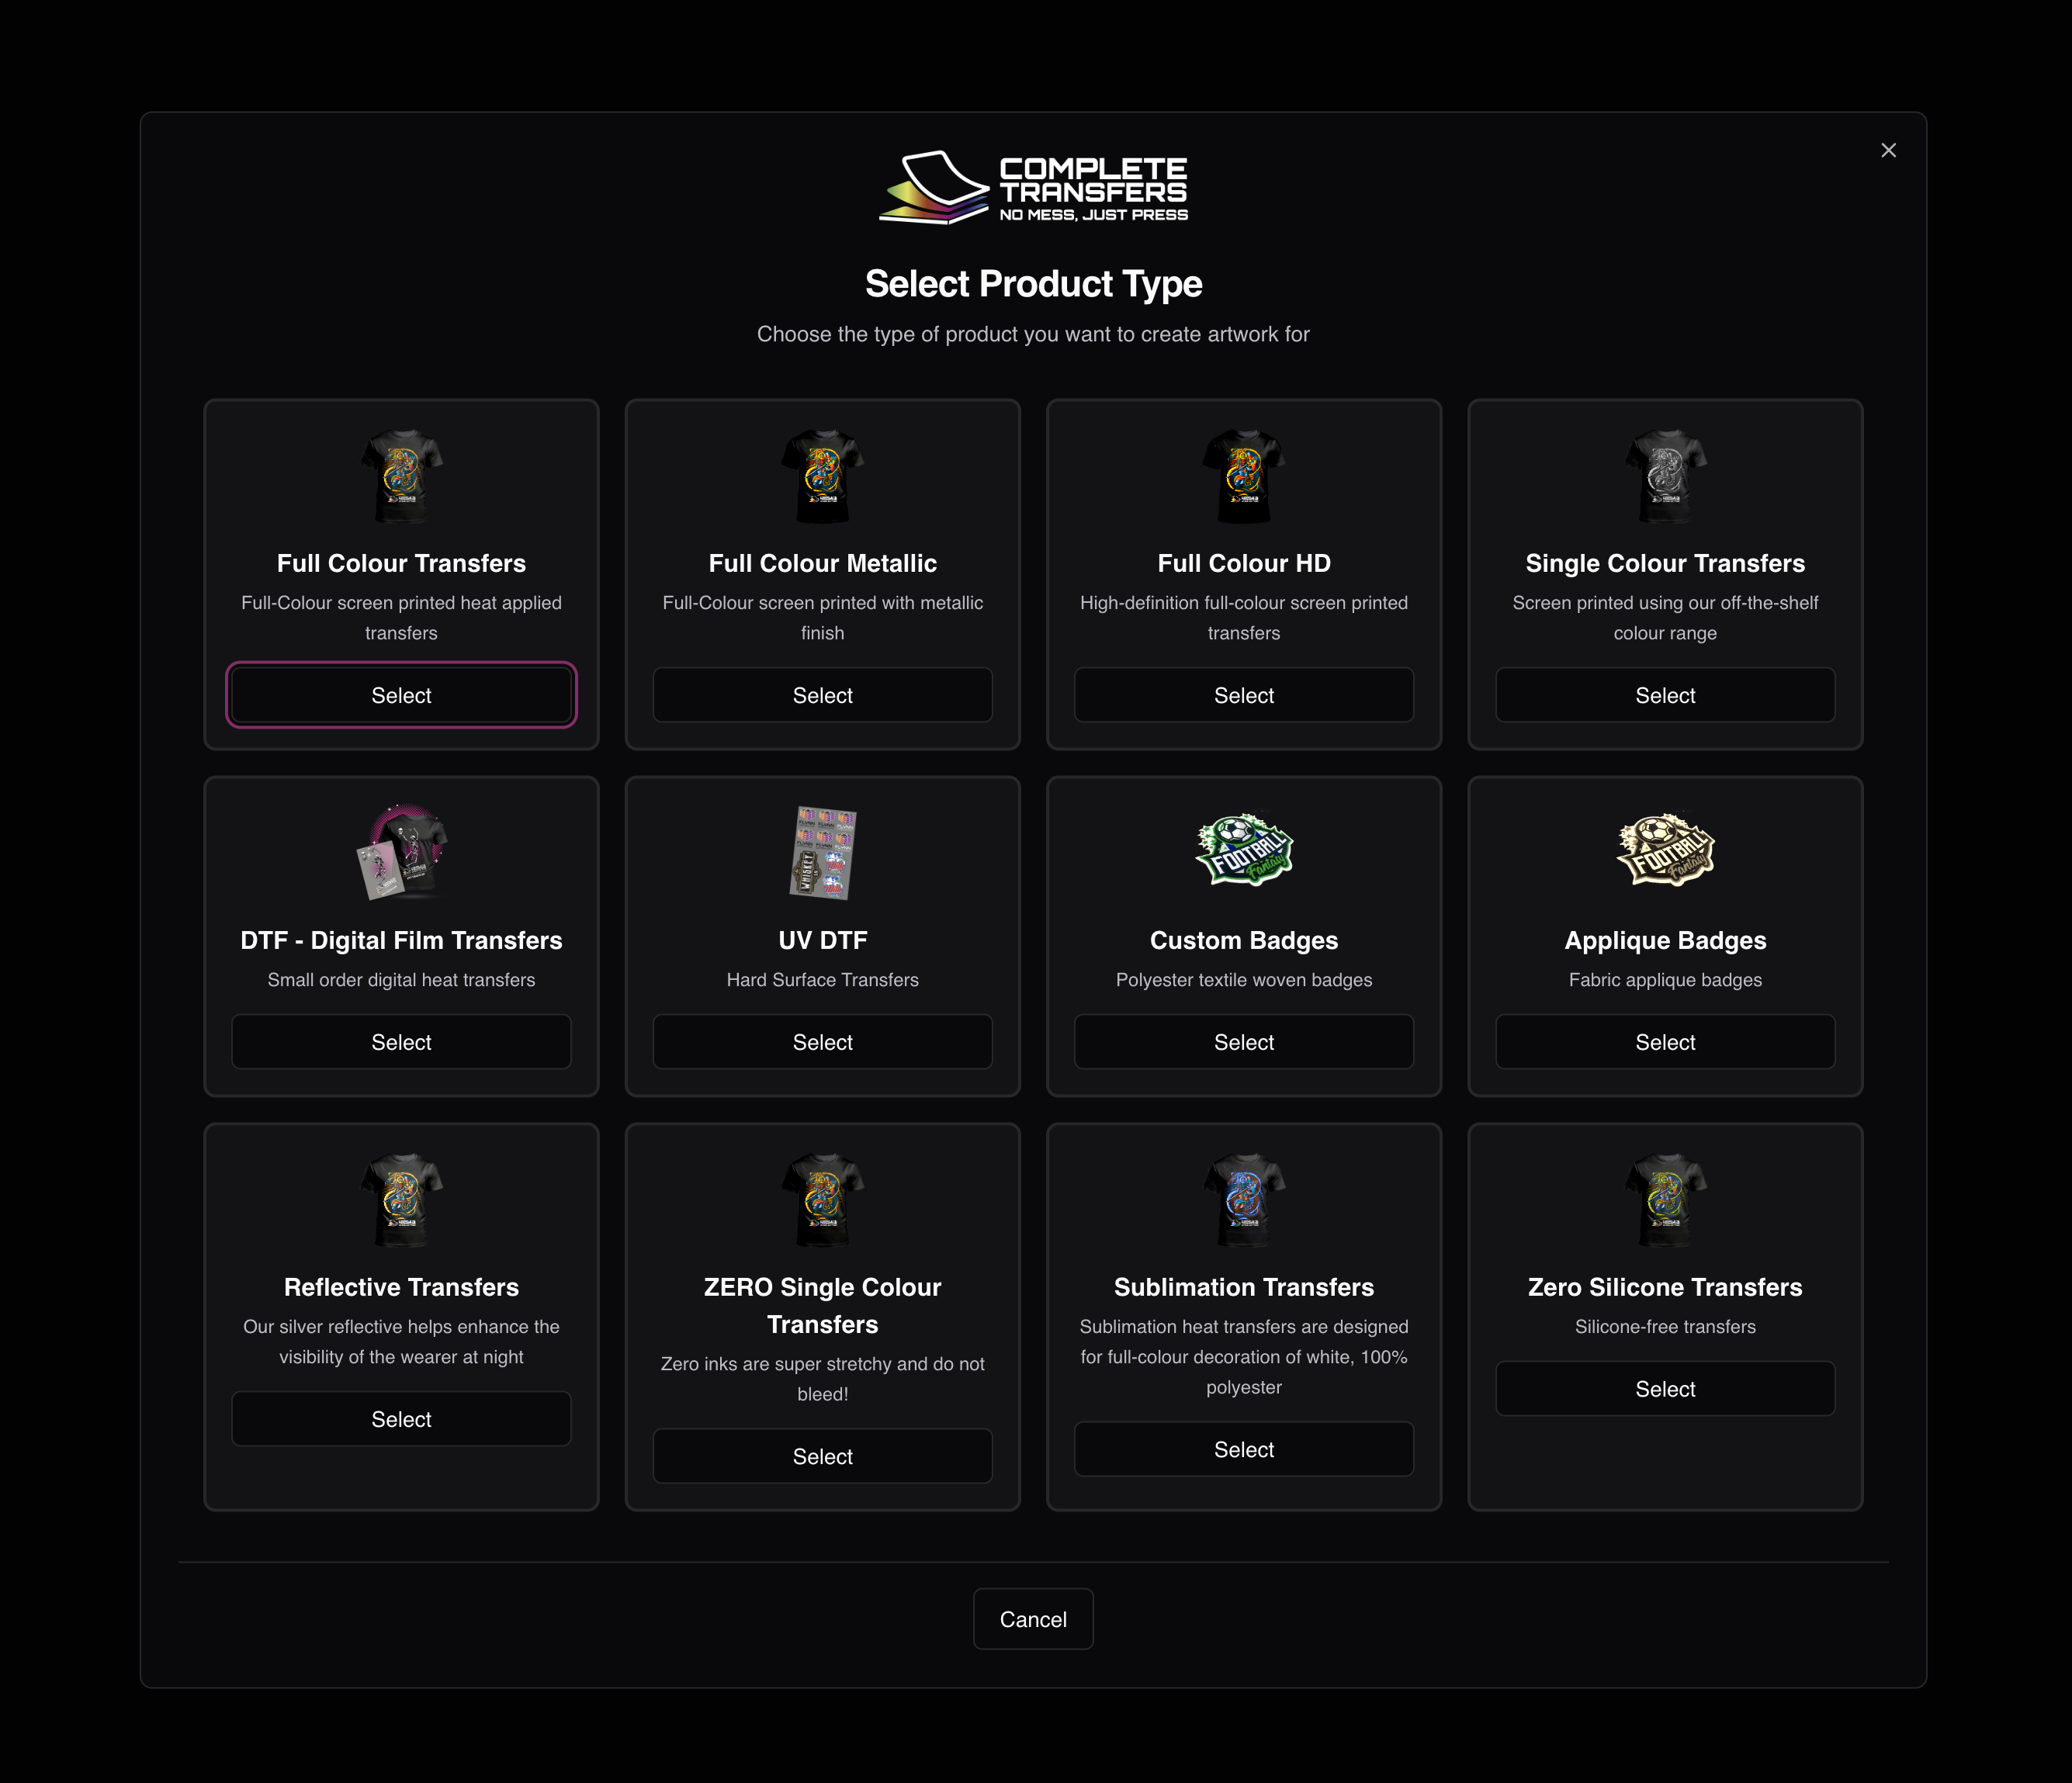 COMPLETE
TRANSFERS
NO MESS, JUST PRESS
Select Product Type
Choose the type of product you want to create artwork for
Full Colour Transfers
Full-Colour screen printed heat applied
transfers
Select
Full Colour Metallic
Full-Colour screen printed with metallic
finish
Select
Full Colour HD
High-definition full-colour screen printed
transfers
Select
Single Colour Transfers
Screen printed using our off-the-shelf
colour range
Select
DTF - Digital Film Transfers
Small order digital heat transfers
Select
WHISKEY
UV DTF
Hard Surface Transfers
Select
FOOTBALL
Fantasy
Custom Badges
Polyester textile woven badges
Select
FOOTBALL
Fantasy
Applique Badges
Fabric applique badges
Select
Reflective Transfers
Our silver reflective helps enhance the
visibility of the wearer at night
Select
ZERO Single Colour
Transfers
Zero inks are super stretchy and do not
bleed!
Select
Sublimation Transfers
Sublimation heat transfers are designed
for full-colour decoration of white, 100%
polyester
Select
Zero Silicone Transfers
Silicone-free transfers
Select
Cancel